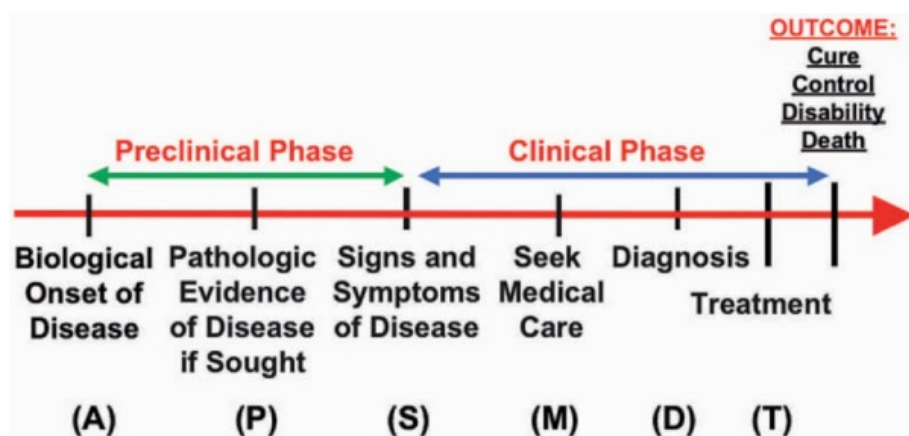 OUTCOME:
Cure
Control
Disability
Death
Preclinical Phase
Clinical Phase
Biological
Onset of
Disease
Pathologic
Evidence
of Disease
if Sought
Signs and
Symptoms
of Disease
Seek
Medical
Care
Diagnosis
Treatment
(A)
(P)
(S)
(M)
(D)
(T)